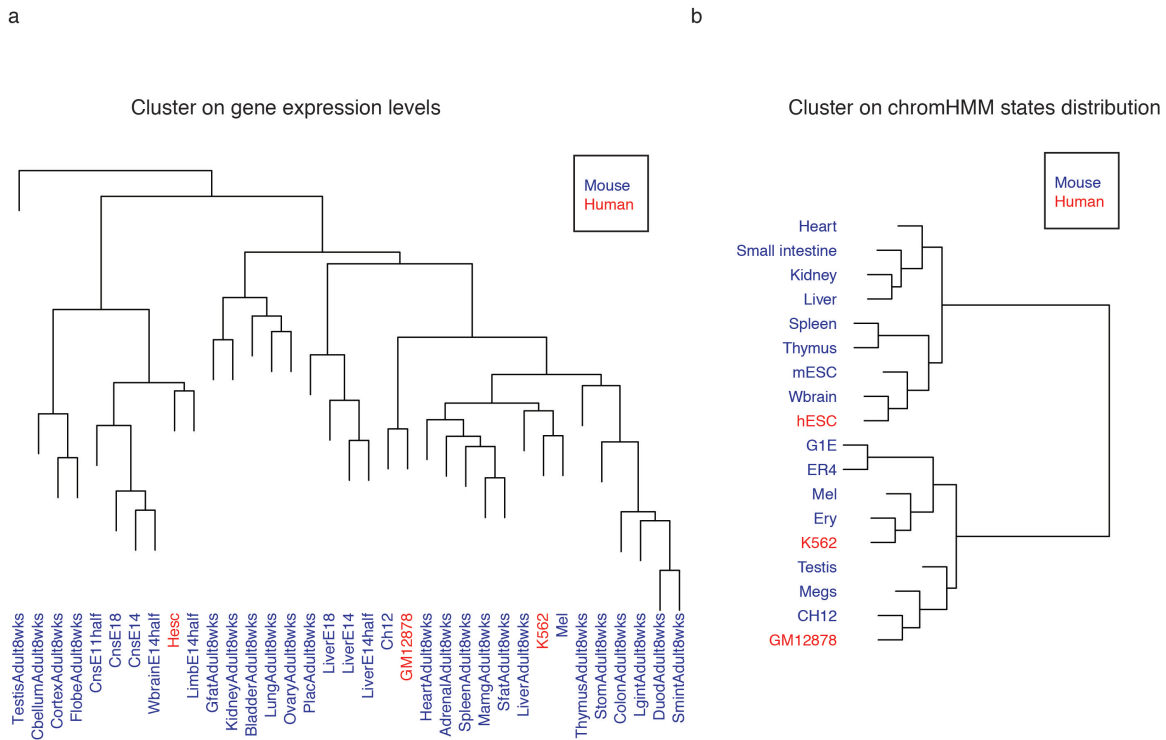 a
b
Cluster on gene expression levels
Cluster on chromHMM states distribution
Mouse
Human
Mouse
Human
Heart
Small intestine
Kidney
Liver
Spleen
Thymus
mESC
Wbrain
hESC
G1E
ER4
Mel
Ery
K562
Testis
Megs
CH12
GM12878
TestisAdult8wks
CbellumAdult8wks
CortexAdult8wks
FlobeAdult8wks
CnsE11half
CnsE18
CnsE14
WbrainE14half
Hesc
LimbE14half
GfatAdult8wks
KidneyAdult8wks
BladderAdult8wks
LungAdult8wks
OvaryAdult8wks
PlacAdult8wks
LiverE18
LiverE14
LiverE14half
Ch12
GM12878
HeartAdult8wks
AdrenalAdult8wks
SpleenAdult8wks
MamgAdult8wks
SfatAdult8wks
LiverAdult8wks
K562
Mel
ThymusAdult8wks
StomAdult8wks
ColonAdult8wks
LgintAdult8wks
DuodAdult8wks
SmintAdult8wks